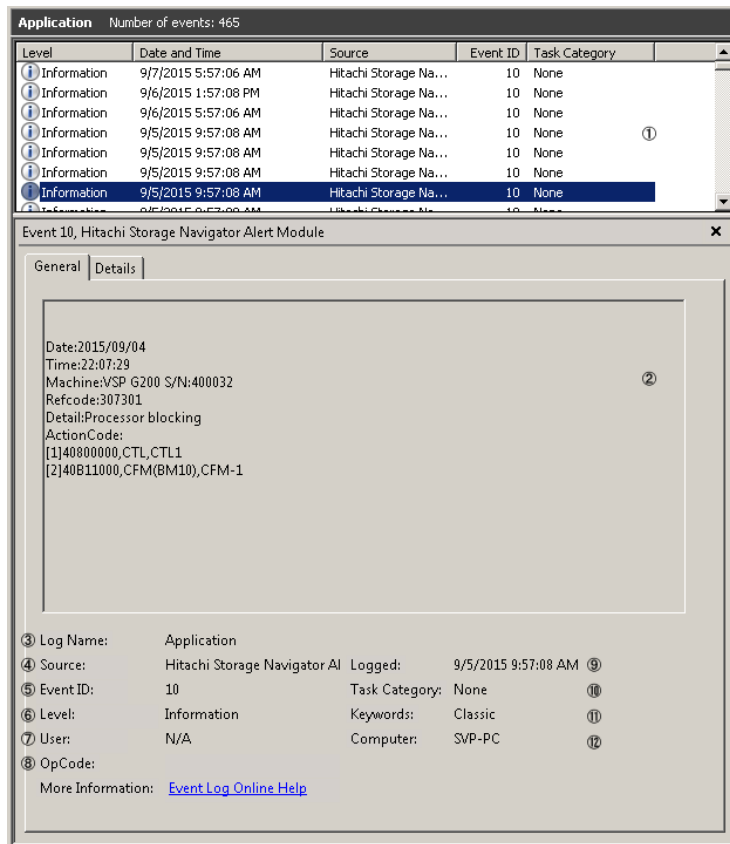 Application Number of events: 465
Level Date and Time Source Event ID Task Category
Information 9/7/2015 5:57:06 AM Hitachi Storage Na... 10 None
Information 9/6/2015 1:57:08 PM Hitachi Storage Na... 10 None
Information 9/6/2015 5:57:06 AM Hitachi Storage Na... 10 None
Information 9/5/2015 9:57:08 AM Hitachi Storage Na... 10 None ①
Information 9/5/2015 9:57:08 AM Hitachi Storage Na... 10 None
Information 9/5/2015 9:57:08 AM Hitachi Storage Na... 10 None
Information 9/5/2015 9:57:08 AM Hitachi Storage Na... 10 None
Event 10, Hitachi Storage Navigator Alert Module
General Details
Date:2015/09/04
Time:22:07:29
Machine:VSP G200 S/N:400032 ②
Refcode:307301
Detail:Processor blocking
ActionCode:
[1]40800000,CTL,CTL1
[2]40B11000,CFM(BM10),CFM-1
③ Log Name: Application
④ Source: Hitachi Storage Navigator Al Logged: 9/5/2015 9:57:08 AM ⑨
⑤ Event ID: 10 Task Category: None ⑩
⑥ Level: Information Keywords: Classic ⑪
⑦ User: N/A Computer: SVP-PC ⑫
⑧ OpCode:
More Information: Event Log Online Help